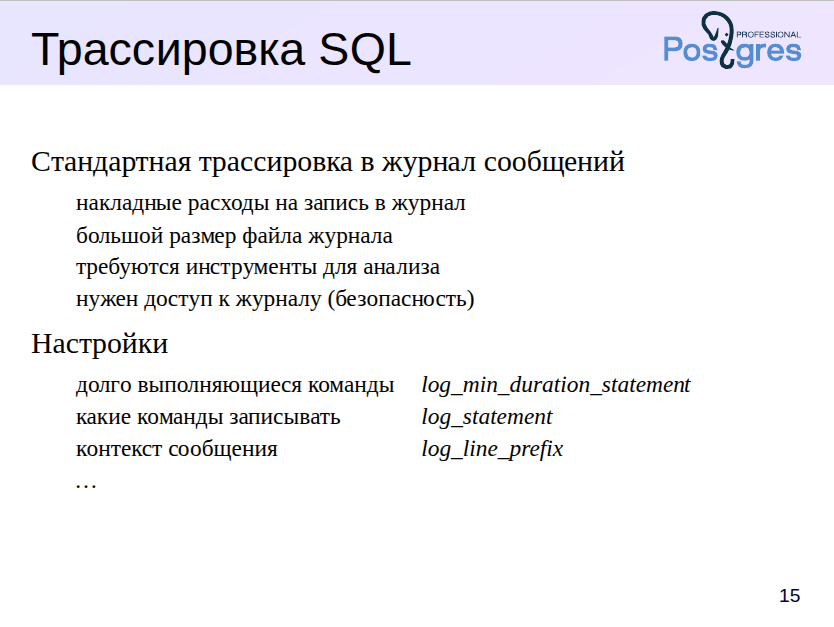 Трассировка SQL
PROFESSIONAL
Postgres
Стандартная трассировка в журнал сообщений
накладные расходы на запись в журнал
большой размер файла журнала
требуются инструменты для анализа
нужен доступ к журналу (безопасность)
Настройки
долго выполняющиеся команды log_min_duration_statement
какие команды записывать log_statement
контекст сообщения log_line_prefix
…
15